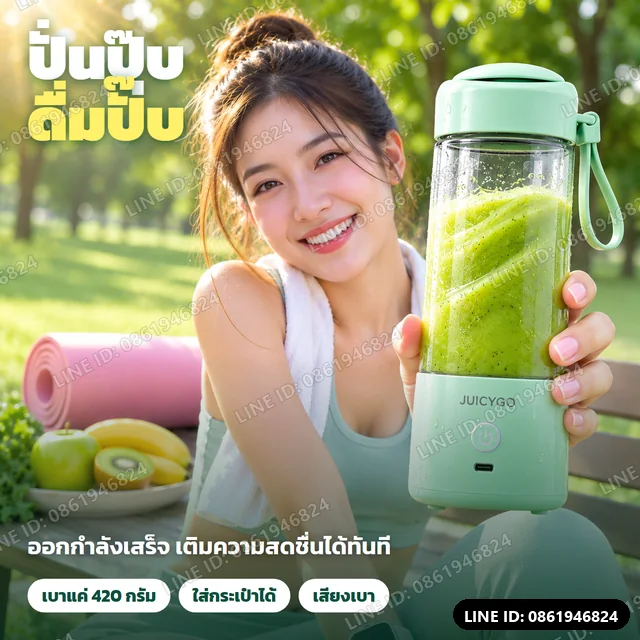 ปั่นปุ๊บ
ดื่มปั๊บ
JUICYGO
ออกกำลังเสร็จ เติมความสดชื่นได้ทันที
เบาแค่ 420 กรัม
ใส่กระเป๋าได้
เสียงเบา
LINE ID: 0861946824